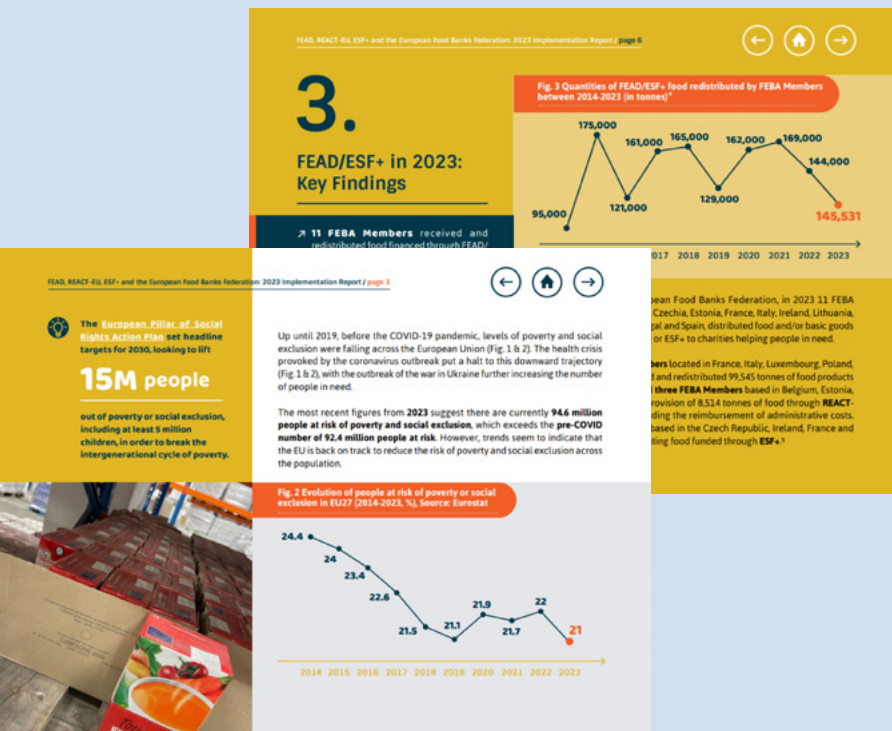 FEAD, REACT-EU, ESF+ and the European Food Banks Federation: 2023 Implementation Report / page 6
3.
FEAD/ESF+ in 2023:
Key Findings
↗ 11 FEBA Members received and
redistributed food financed through FEAD/
Fig. 3 Quantities of FEAD/ESF+ food redistributed by FEBA Members
between 2014-2023 (in tonnes)⁴
95,000
175,000
121,000
161,000
165,000
129,000
162,000
169,000
144,000
145,531
2018 2019 2020 2021 2022 2023
Food Banks Federation, in 2023 11 FEBA
Czechia, Estonia, France, Italy, Ireland, Lithuania,
and Spain, distributed food and/or basic goods
or ESF+ to charities helping people in need.
located in France, Italy, Luxembourg, Poland,
and redistributed 99,545 tonnes of food products
three FEBA Members based in Belgium, Estonia,
of 8,514 tonnes of food through REACT-
the reimbursement of administrative costs.
based in the Czech Republic, Ireland, France and
food funded through ESF+.⁵
FEAD, REACT-EU, ESF+ and the European Food Banks Federation: 2023 Implementation Report / page 3
The European Pillar of Social
Rights Action Plan set headline
targets for 2030, looking to lift
15M people
out of poverty or social exclusion,
including at least 5 million
children, in order to break the
intergenerational cycle of poverty.
Up until 2019, before the COVID-19 pandemic, levels of poverty and social
exclusion were falling across the European Union (Fig. 1 & 2). The health crisis
provoked by the coronavirus outbreak put a halt to this downward trajectory
(Fig. 1 & 2), with the outbreak of the war in Ukraine further increasing the number
of people in need.
The most recent figures from 2023 suggest there are currently 94.6 million
people at risk of poverty and social exclusion, which exceeds the pre-COVID
number of 92.4 million people at risk. However, trends seem to indicate that
the EU is back on track to reduce the risk of poverty and social exclusion across
the population.
Fig. 2 Evolution of people at risk of poverty or social
exclusion in EU27 (2014-2023, %), Source: Eurostat
24.4
24
23.4
22.6
21.5
21.1
21.9
21.7
22
21
2014 2015 2016 2017 2018 2019 2020 2021 2022 2023